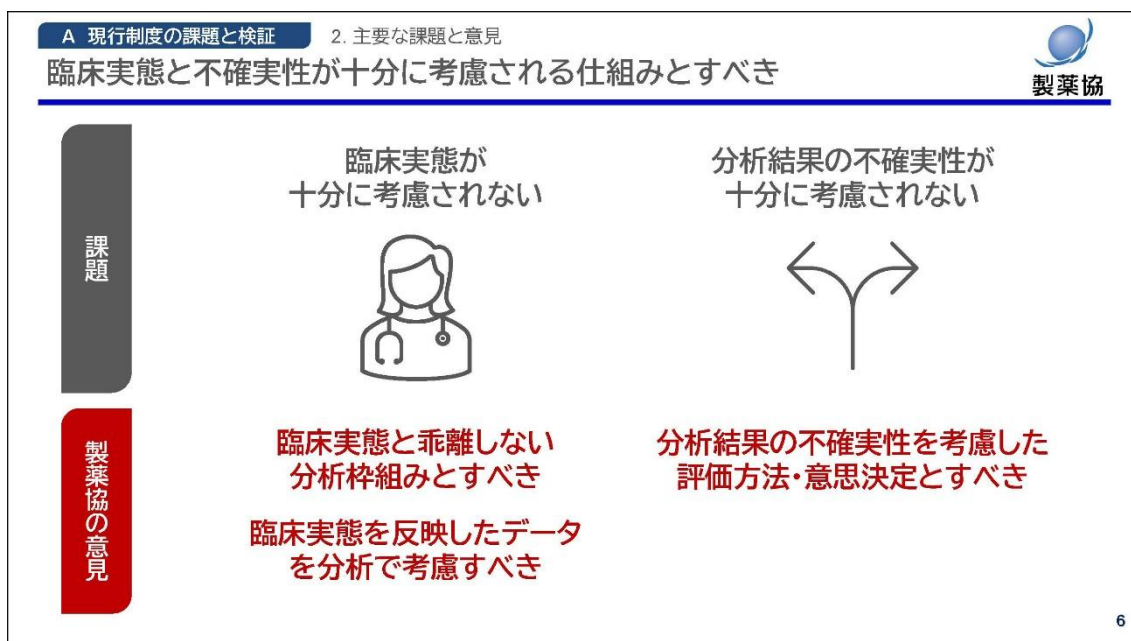 A 現行制度の課題と検証
2. 主要な課題と意見
臨床実態と不確実性が十分に考慮される仕組みとすべき
製薬協
課題
臨床実態が
十分に考慮されない
分析結果の不確実性が
十分に考慮されない
製薬協の意見
臨床実態と乖離しない
分析枠組みとすべき
臨床実態を反映したデータ
を分析で考慮すべき
分析結果の不確実性を考慮した
評価方法・意思決定とすべき
6